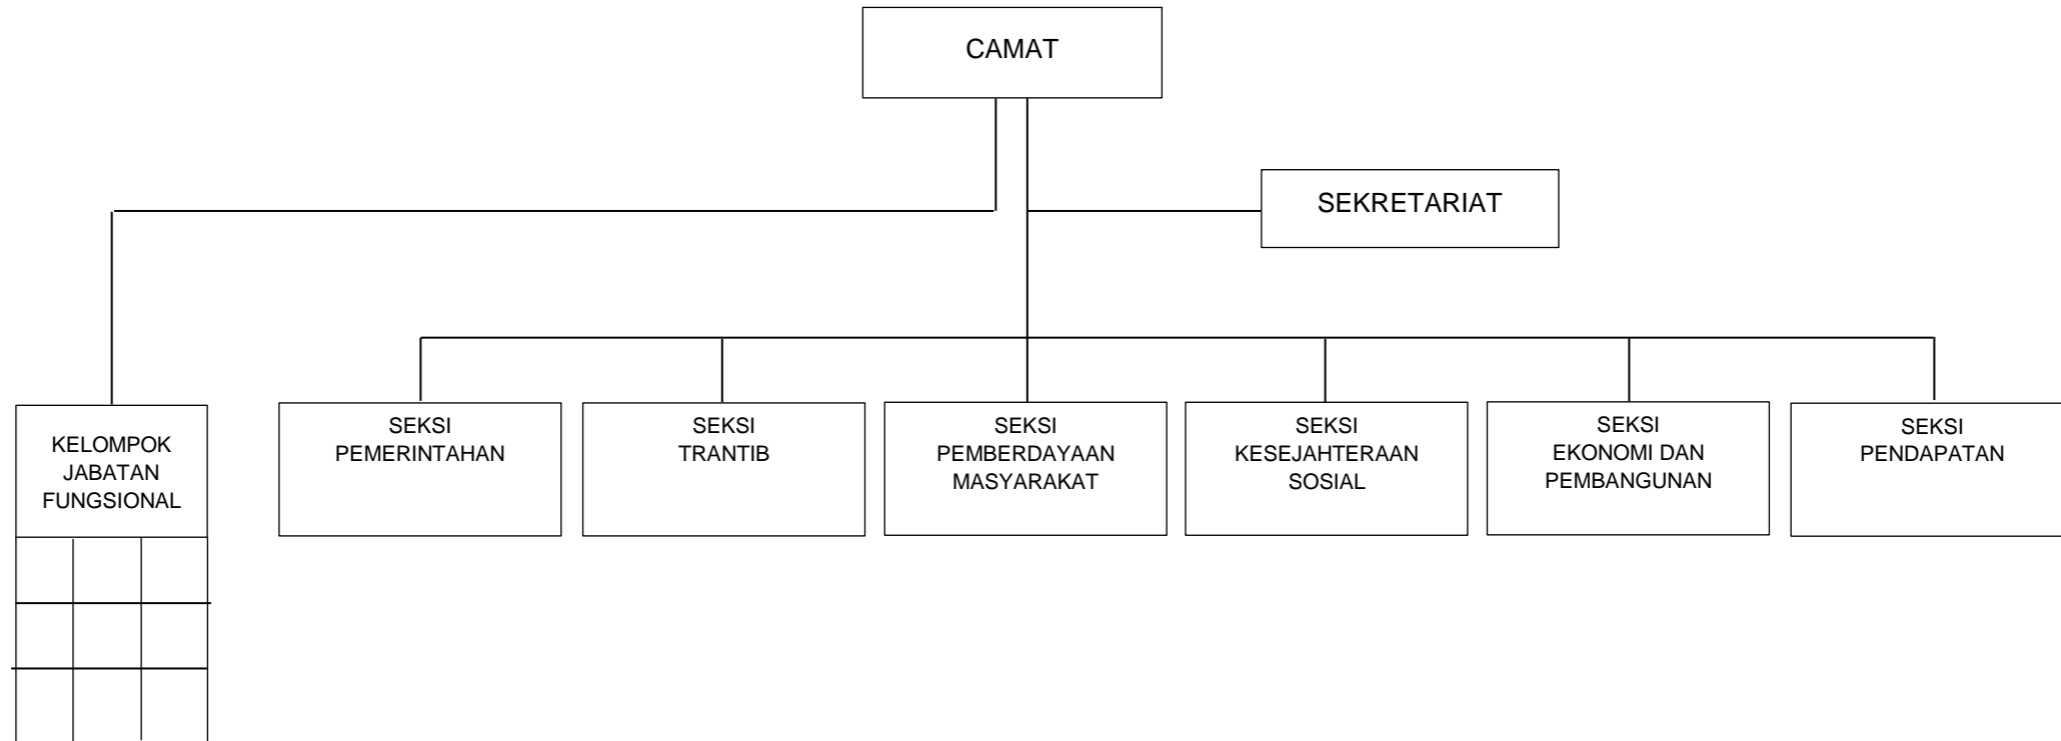 CAMAT
SEKRETARIAT
KELOMPOK
JABATAN
FUNGSIONAL
SEKSI
PEMERINTAHAN
SEKSI
TRANTIB
SEKSI
PEMBERDAYAAN
MASYARAKAT
SEKSI
KESEJAHTERAAN
SOSIAL
SEKSI
EKONOMI DAN
PEMBANGUNAN
SEKSI
PENDAPATAN